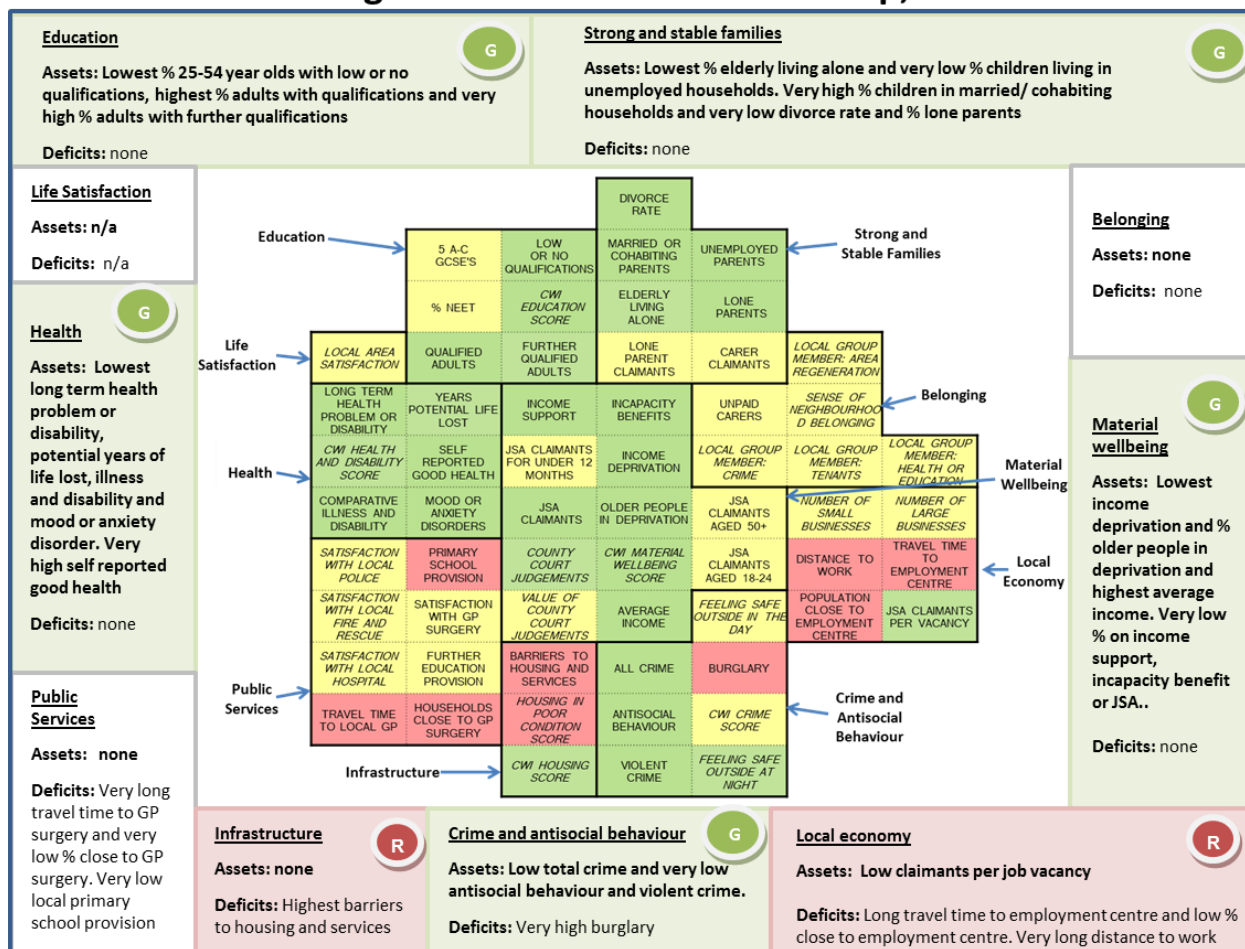 Education
G
Assets: Lowest % 25-54 year olds with low or no
qualifications, highest % adults with qualifications and very
high % adults with further qualifications
Deficits: none
Strong and stable families
G
Assets: Lowest % elderly living alone and very low % children living in
unemployed households. Very high % children in married/ cohabiting
households and very low divorce rate and % lone parents
Deficits: none
Life Satisfaction
Assets: n/a
Deficits: n/a
Belonging
Assets: none
Deficits: none
Health
G
Assets: Lowest
long term health
problem or
disability,
potential years of
life lost, illness
and disability and
mood or anxiety
disorder. Very
high self reported
good health
Deficits: none
Material
wellbeing
G
Assets: Lowest
income
deprivation and %
older people in
deprivation and
highest average
income. Very low
% on income
support,
incapacity benefit
or JSA..
Deficits: none
Education
Strong and
Stable Families
Life
Satisfaction
Belonging
Health
Material
Wellbeing
Local
Economy
Public
Services
Crime and
Antisocial
Behaviour
Infrastructure
DIVORCE
RATE
5 A-C
GCSE'S
LOW
OR NO
QUALIFICATIONS
MARRIED OR
COHABITING
PARENTS
UNEMPLOYED
PARENTS
% NEET
CWI
EDUCATION
SCORE
ELDERLY
LIVING
ALONE
LONE
PARENTS
LOCAL AREA
SATISFACTION
QUALIFIED
ADULTS
FURTHER
QUALIFIED
ADULTS
LONE
PARENT
CLAIMANTS
CARER
CLAIMANTS
LOCAL GROUP
MEMBER: AREA
REGENERATION
LONG TERM
HEALTH
PROBLEM OR
DISABILITY
YEARS
POTENTIAL LIFE
LOST
INCOME
SUPPORT
INCAPACITY
BENEFITS
UNPAID
CARERS
SENSE OF
NEIGHBOURHOO
D BELONGING
CWI HEALTH
AND DISABILITY
SCORE
SELF
REPORTED
GOOD HEALTH
JSA CLAIMANTS
FOR UNDER 12
MONTHS
INCOME
DEPRIVATION
LOCAL GROUP
MEMBER:
CRIME
LOCAL GROUP
MEMBER:
TENANTS
LOCAL GROUP
MEMBER:
HEALTH OR
EDUCATION
COMPARATIVE
ILLNESS AND
DISABILITY
MOOD OR
ANXIETY
DISORDERS
JSA
CLAIMANTS
OLDER PEOPLE
IN DEPRIVATION
JSA
CLAIMANTS
AGED 50+
NUMBER OF
SMALL
BUSINESSES
NUMBER OF
LARGE
BUSINESSES
SATISFACTION
WITH LOCAL
POLICE
PRIMARY
SCHOOL
PROVISION
COUNTY
COURT
JUDGEMENTS
CWI MATERIAL
WELLBEING
SCORE
JSA
CLAIMANTS
AGED 18-24
DISTANCE TO
WORK
TRAVEL TIME
TO
EMPLOYMENT
CENTRE
SATISFACTION
WITH LOCAL
FIRE AND
RESCUE
SATISFACTION
WITH GP
SURGERY
VALUE OF
COUNTY
COURT
JUDGEMENTS
AVERAGE
INCOME
FEELING SAFE
OUTSIDE IN THE
DAY
POPULATION
CLOSE TO
EMPLOYMENT
CENTRE
JSA CLAIMANTS
PER VACANCY
SATISFACTION
WITH LOCAL
HOSPITAL
FURTHER
EDUCATION
PROVISION
BARRIERS TO
HOUSING AND
SERVICES
ALL CRIME
BURGLARY
TRAVEL TIME
TO LOCAL GP
HOUSEHOLDS
CLOSE TO GP
SURGERY
HOUSING IN
POOR
CONDITION
SCORE
ANTISOCIAL
BEHAVIOUR
CWI CRIME
SCORE
CWI HOUSING
SCORE
VIOLENT
CRIME
FEELING SAFE
OUTSIDE AT
NIGHT
Public
Services
Assets: none
Deficits: Very long
travel time to GP
surgery and very
low % close to GP
surgery. Very low
local primary
school provision
Infrastructure
R
Assets: none
Deficits: Highest barriers
to housing and services
Crime and antisocial behaviour
G
Assets: Low total crime and very low
antisocial behaviour and violent crime.
Deficits: Very high burglary
Local economy
R
Assets: Low claimants per job vacancy
Deficits: Long travel time to employment centre and low %
close to employment centre. Very long distance to work